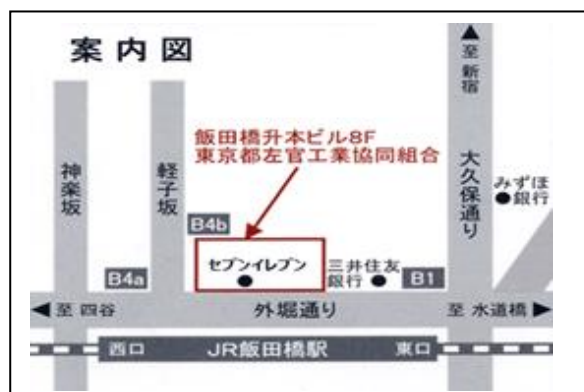 案内図
▲至新宿
飯田橋升本ビル8F
東京都左官工業協同組合
神楽坂
軽子坂
大久保通り
みずほ
●銀行
B4b
セブンイレブン
●
三井住友
銀行●
B4a
B1
◀至 四谷
外堀通り
至 水道橋▶
西口
JR飯田橋駅
東口